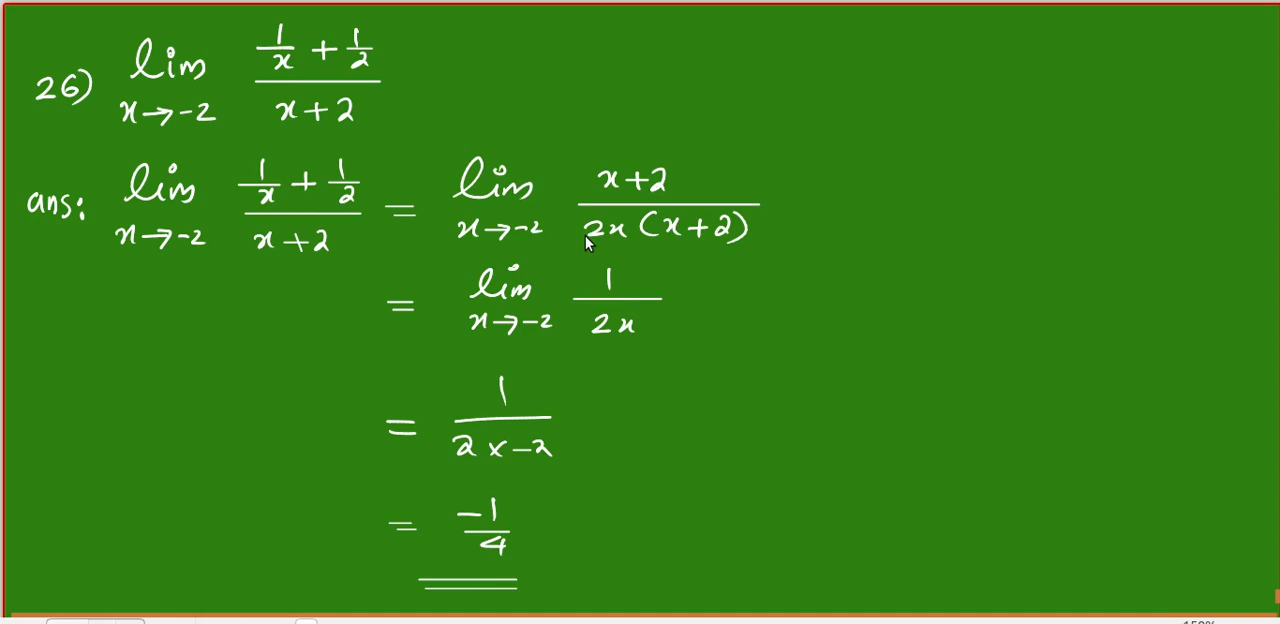 26) lim x→-2 (1/x + 1/2)/(x+2)
ans: lim x→-2 (1/x + 1/2)/(x+2) = lim x→-2 (x+2)/(2x(x+2))
= lim x→-2 1/2x
= 1/(2×-2)
= -1/4